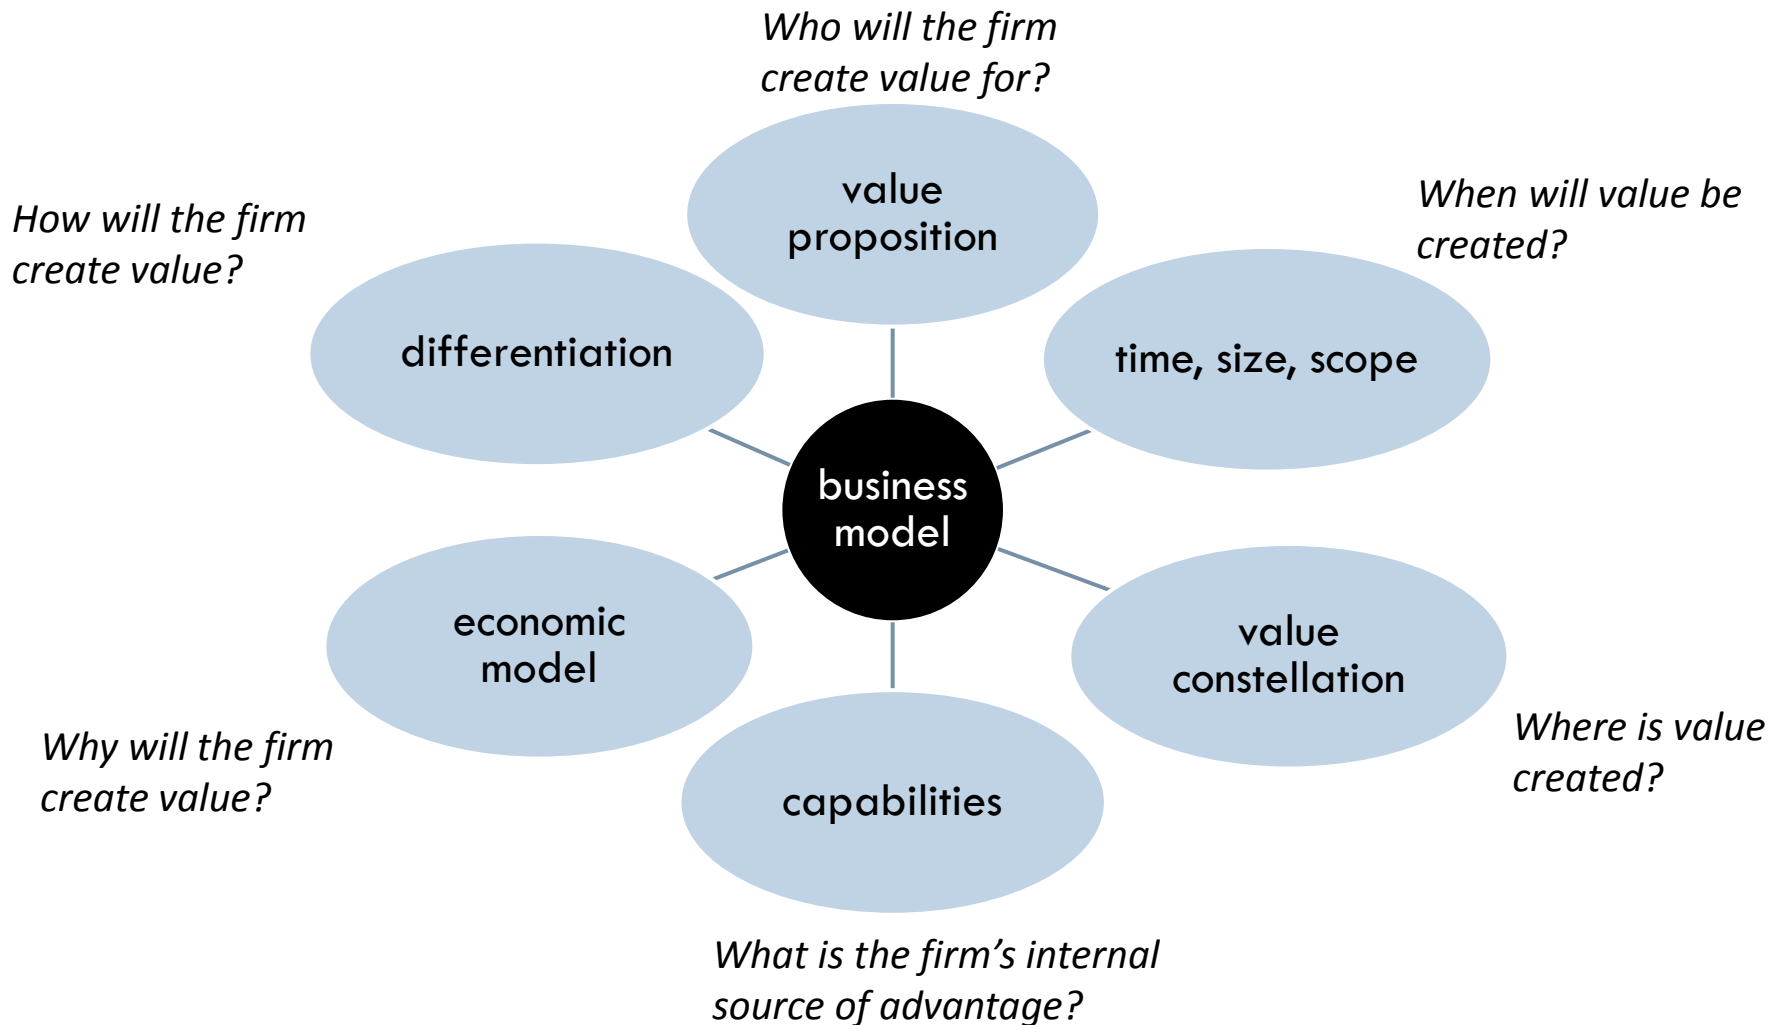 Who will the firm
create value for?
value
proposition
When will value be
created?
How will the firm
create value?
differentiation
time, size, scope
business
model
economic
model
value
constellation
Why will the firm
create value?
capabilities
Where is value
created?
What is the firm’s internal
source of advantage?